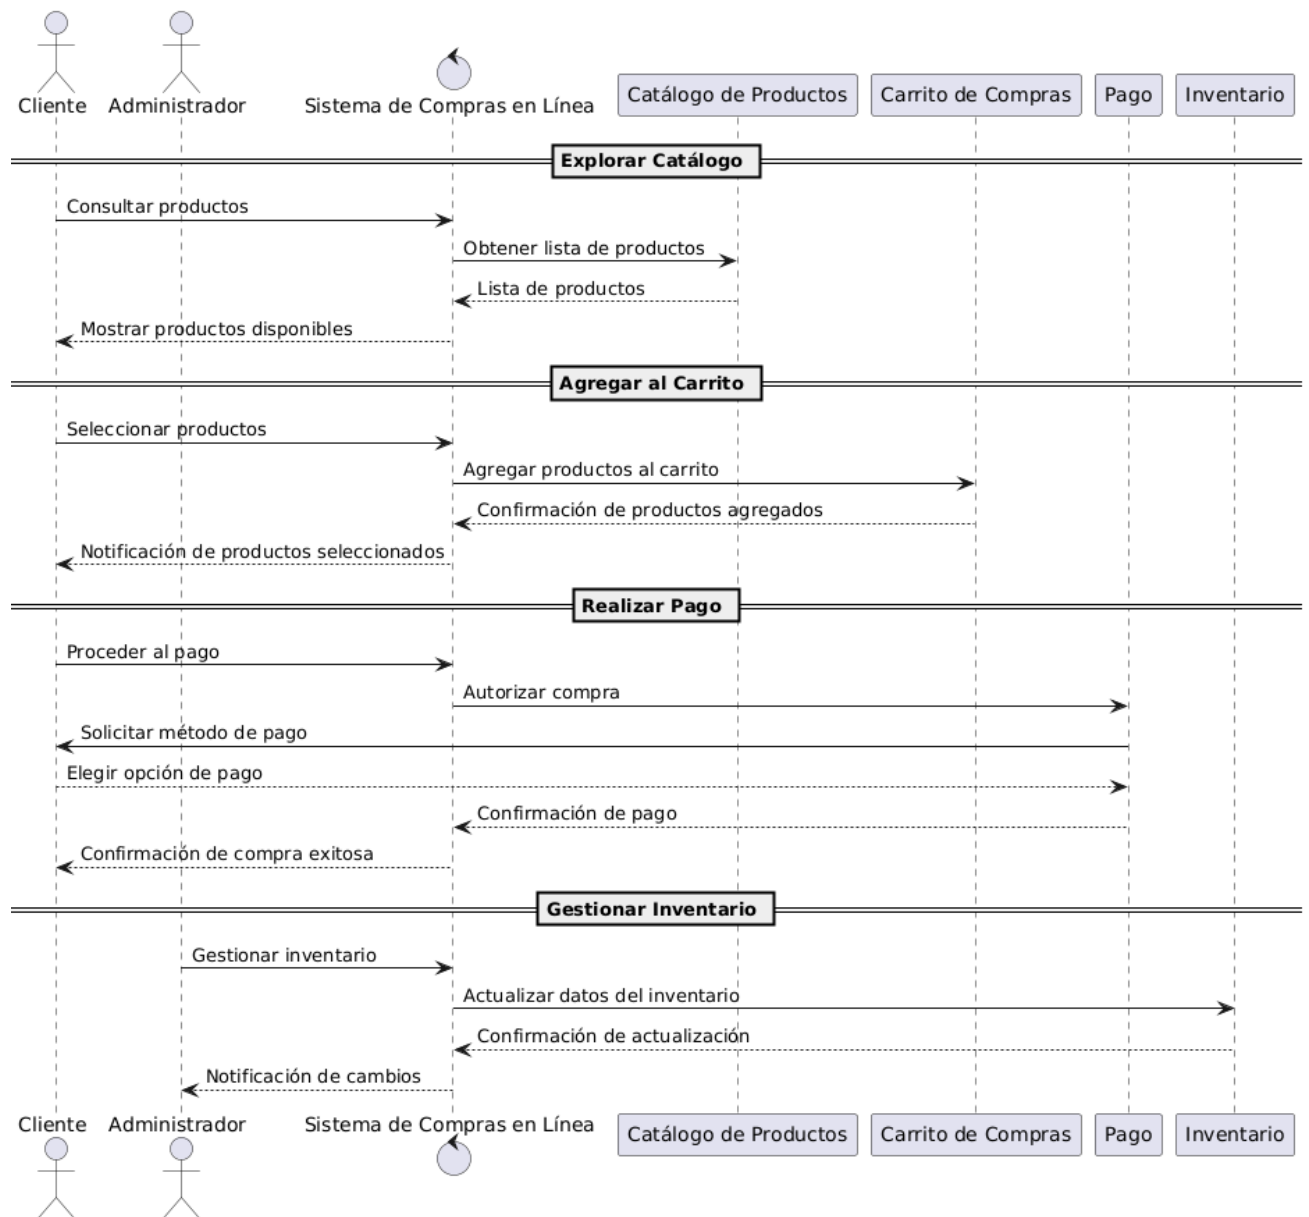 Cliente
Administrador
Sistema de Compras en Línea
Catálogo de Productos
Carrito de Compras
Pago
Inventario
Explorar Catálogo
Consultar productos
Obtener lista de productos
Lista de productos
Mostrar productos disponibles
Agregar al Carrito
Seleccionar productos
Agregar productos al carrito
Confirmación de productos agregados
Notificación de productos seleccionados
Realizar Pago
Proceder al pago
Autorizar compra
Solicitar método de pago
Elegir opción de pago
Confirmación de pago
Confirmación de compra exitosa
Gestionar Inventario
Gestionar inventario
Actualizar datos del inventario
Confirmación de actualización
Notificación de cambios
Cliente
Administrador
Sistema de Compras en Línea
Catálogo de Productos
Carrito de Compras
Pago
Inventario